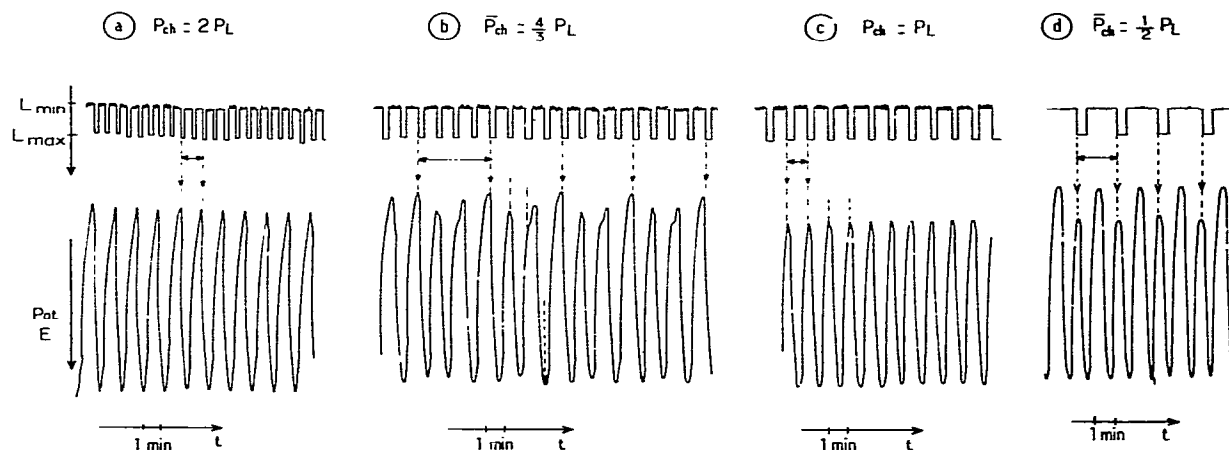 a P_ch = 2 P_L
b P̄_ch = 4/3 P_L
c P_ch = P_L
d P̄_ch = 1/2 P_L
L min
L max
Pot.
E
1 min t
1 min t
1 min t
1 min t